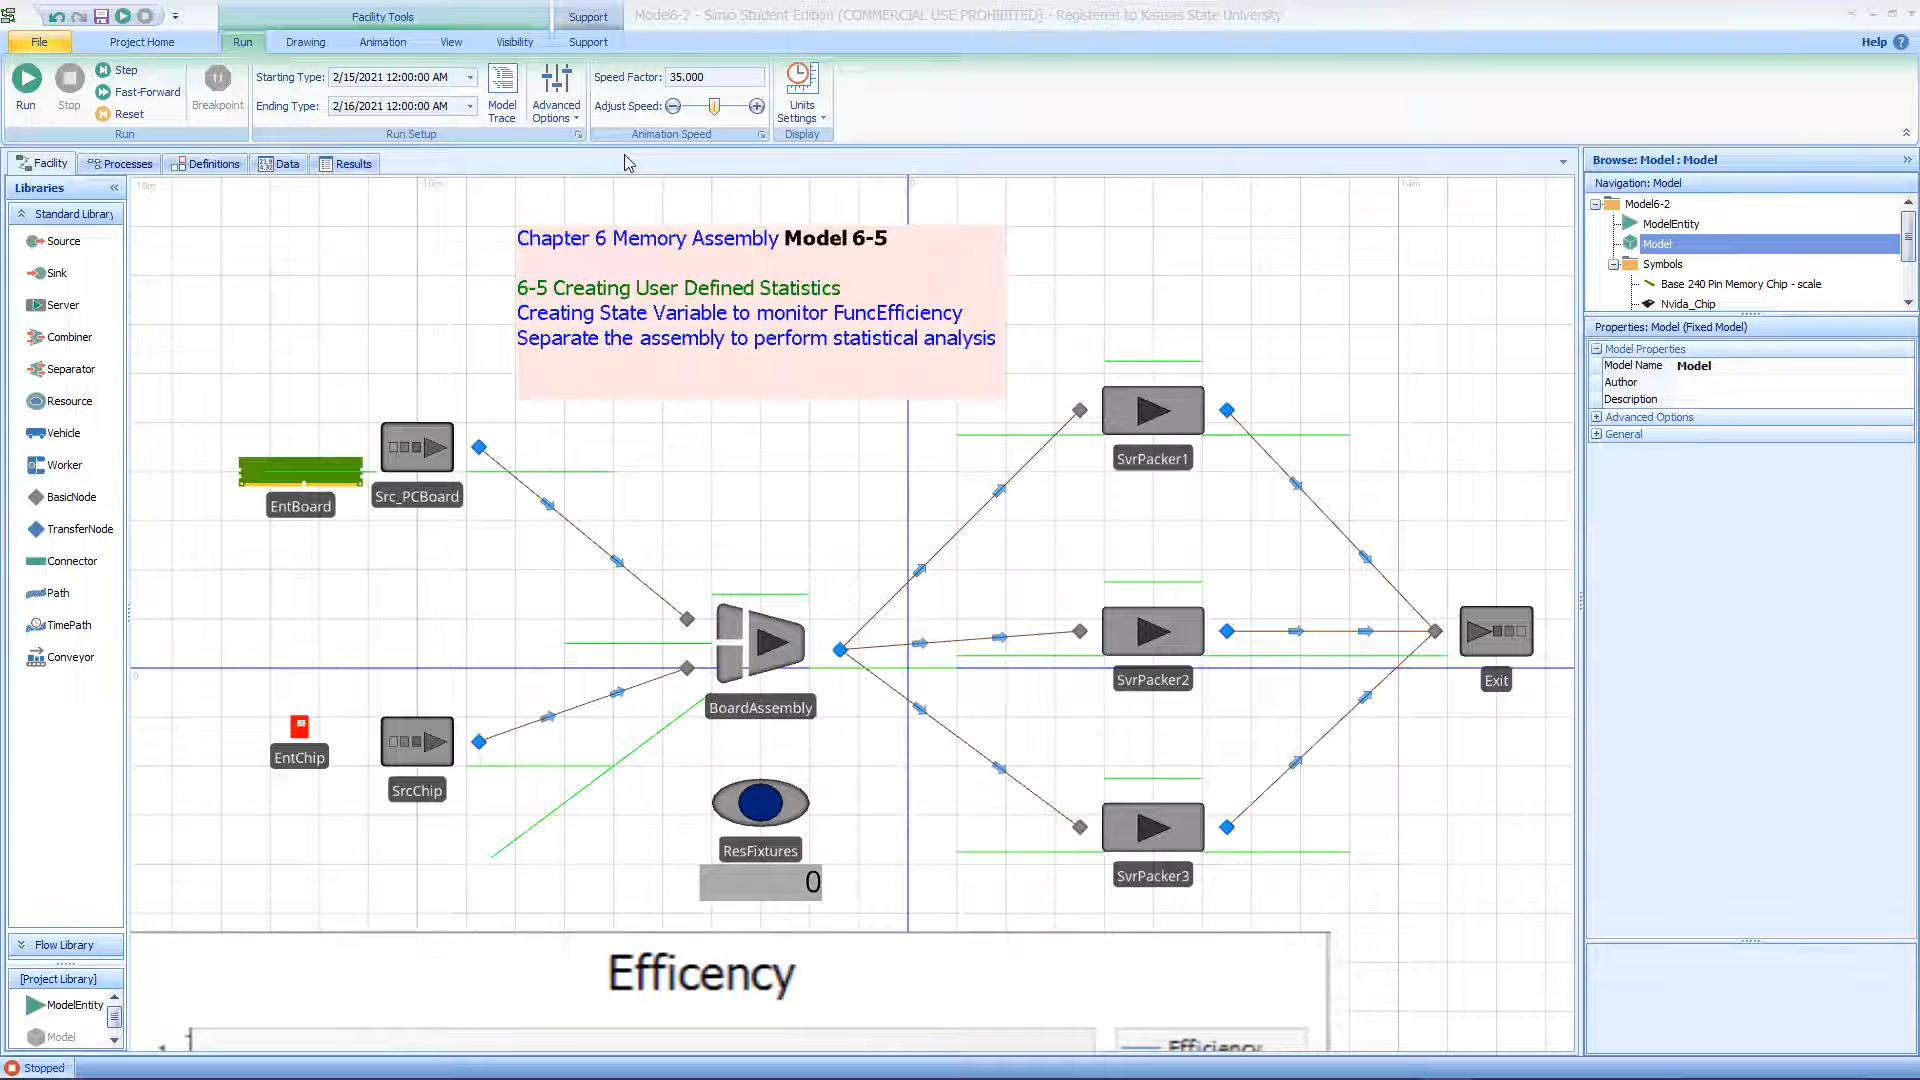 Facility Tools
Support
Model6-2 - Simio Student Edition (COMMERCIAL USE PROHIBITED) - Registered to Kansas State University
File
Project Home
Run
Drawing
Animation
View
Visibility
Support
Help
Run
Stop
Step
Fast-Forward
Reset
Breakpoint
Run
Starting Type: 2/15/2021 12:00:00 AM
Ending Type: 2/16/2021 12:00:00 AM
Model Trace
Advanced Options
Run Setup
Speed Factor: 35.000
Adjust Speed:
Animation Speed
Units Settings
Display
Facility
Processes
Definitions
Data
Results
Libraries
Standard Library
Source
Sink
Server
Combiner
Separator
Resource
Vehicle
Worker
BasicNode
TransferNode
Connector
Path
TimePath
Conveyor
Flow Library
[Project Library]
ModelEntity
Model
Stopped
Chapter 6 Memory Assembly Model 6-5
6-5 Creating User Defined Statistics
Creating State Variable to monitor FuncEfficiency
Separate the assembly to perform statistical analysis
EntBoard
Src_PCBoard
EntChip
SrcChip
BoardAssembly
ResFixtures
0
SvrPacker1
SvrPacker2
SvrPacker3
Exit
Efficency
Efficiency
Browse: Model : Model
Navigation: Model
Model6-2
ModelEntity
Model
Symbols
Base 240 Pin Memory Chip - scale
Nvida_Chip
Properties: Model (Fixed Model)
Model Properties
Model Name Model
Author
Description
Advanced Options
General